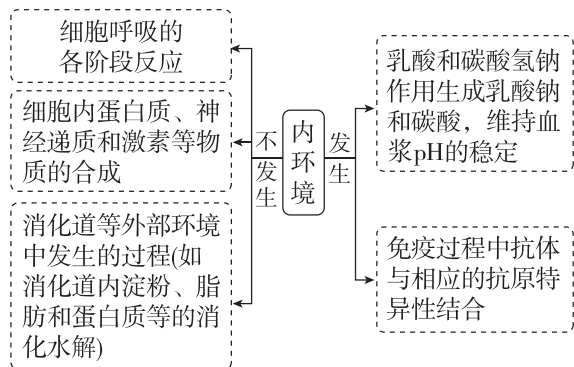 细胞呼吸的
各阶段反应
细胞内蛋白质、神
经递质和激素等物
质的合成
消化道等外部环境
中发生的过程(如
消化道内淀粉、脂
肪和蛋白质等的消
化水解)
不发生
内环境
发生
乳酸和碳酸氢钠
作用生成乳酸钠
和碳酸，维持血
浆pH的稳定
免疫过程中抗体
与相应的抗原特
异性结合